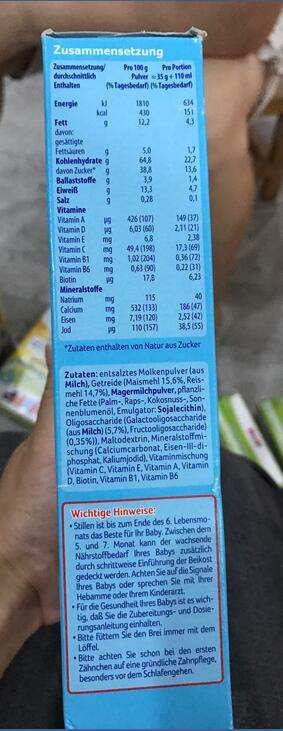 Zusammensetzung
Zusammensetzung/ Pro 100 g Pro Portion
durchschnittlich Pulver = 35 g + 110 ml
Enthalten (% Tagesbedarf) (% Tagesbedarf)
Energie kJ 1810 634
kcal 430 151
Fett g 12,2 4,3
davon:
gesättigte
Fettsäuren g 5,0 1,7
Kohlenhydrate g 64,8 22,7
davon Zucker* g 38,8 13,6
Ballaststoffe g 3,9 1,4
Eiweiß g 13,3 4,7
Salz g 0,28 0,1
Vitamine
Vitamin A µg 426 (107) 149 (37)
Vitamin D µg 6,03 (60) 2,11 (21)
Vitamin E mg 6,8 2,38
Vitamin C mg 49,4 (198) 17,3 (69)
Vitamin B1 mg 1,02 (204) 0,36 (72)
Vitamin B6 mg 0,63 (90) 0,22 (31)
Biotin µg 17,8 6,23
Mineralstoffe
Natrium mg 115 40
Calcium mg 532 (133) 186 (47)
Eisen mg 7,19 (120) 2,52 (42)
Jod µg 110 (157) 38,5 (55)
*Zutaten enthalten von Natur aus Zucker
Zutaten: entsalztes Molkenpulver (aus
Milch), Getreide (Maismehl 15,6%, Reis-
mehl 14,7%), Magermilchpulver, pflanzli-
che Fette (Palm-, Raps-, Kokosnuss-, Son-
nenblumenöl, Emulgator: Sojalecithin),
Oligosaccharide (Galactooligosaccharide
(aus Milch) (5,7%), Fructooligosaccharide
(0,35%)), Maltodextrin, Mineralstoffmi-
schung (Calciumcarbonat, Eisen-III-di-
phosphat, Kaliumjodid), Vitaminmischung
(Vitamin C, Vitamin E, Vitamin A, Vitamin
D, Biotin, Vitamin B1, Vitamin B6
Wichtige Hinweise:
• Stillen ist bis zum Ende des 6. Lebensmo-
nats das Beste für Ihr Baby. Zwischen dem
5. und 7. Monat kann der wachsende
Nährstoffbedarf Ihres Babys zusätzlich
durch schrittweise Einführung der Beikost
gedeckt werden. Achten Sie auf die Signale
Ihres Babys oder sprechen Sie mit Ihrer
Hebamme oder Ihrem Kinderarzt.
• Für die Gesundheit Ihres Babys ist es wich-
tig, daß Sie die Zubereitungs- und Dosie-
rungsanleitung einhalten.
• Bitte füttern Sie den Brei immer mit dem
Löffel.
• Bitte achten Sie schon bei den ersten
Zähnchen auf eine gründliche Zahnpflege,
besonders vor dem Schlafengehen.